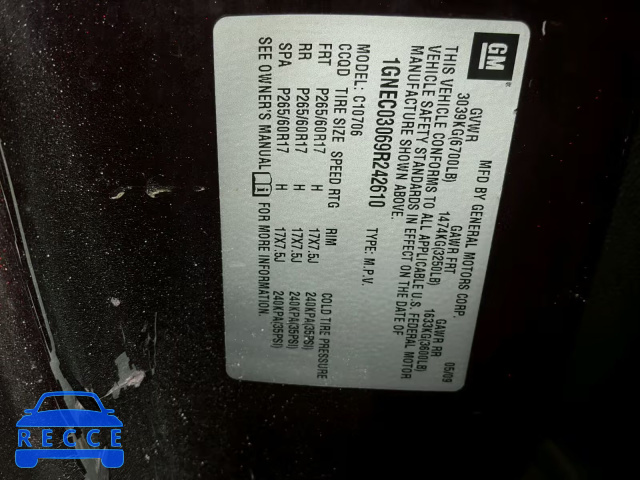 GM
MFD BY GENERAL MOTORS CORP. 05/09
GVWR GAWR FRT GAWR RR
3039KG(6700LB) 1474KG(3250LB) 1633KG(3600LB)
THIS VEHICLE CONFORMS TO ALL APPLICABLE U.S. FEDERAL MOTOR
VEHICLE SAFETY STANDARDS IN EFFECT ON THE DATE OF
MANUFACTURE SHOWN ABOVE.
1GNEC03069R242610 TYPE: M.P.V.
MODEL: C10706
CCOD TIRE SIZE SPEED RTG RIM COLD TIRE PRESSURE
FRT P265/60R17 H 17X7.5J 240KPA(35PSI)
RR P265/60R17 H 17X7.5J 240KPA(35PSI)
SPA P265/60R17 H 17X7.5J 240KPA(35PSI)
SEE OWNER'S MANUAL FOR MORE INFORMATION.
RECCE